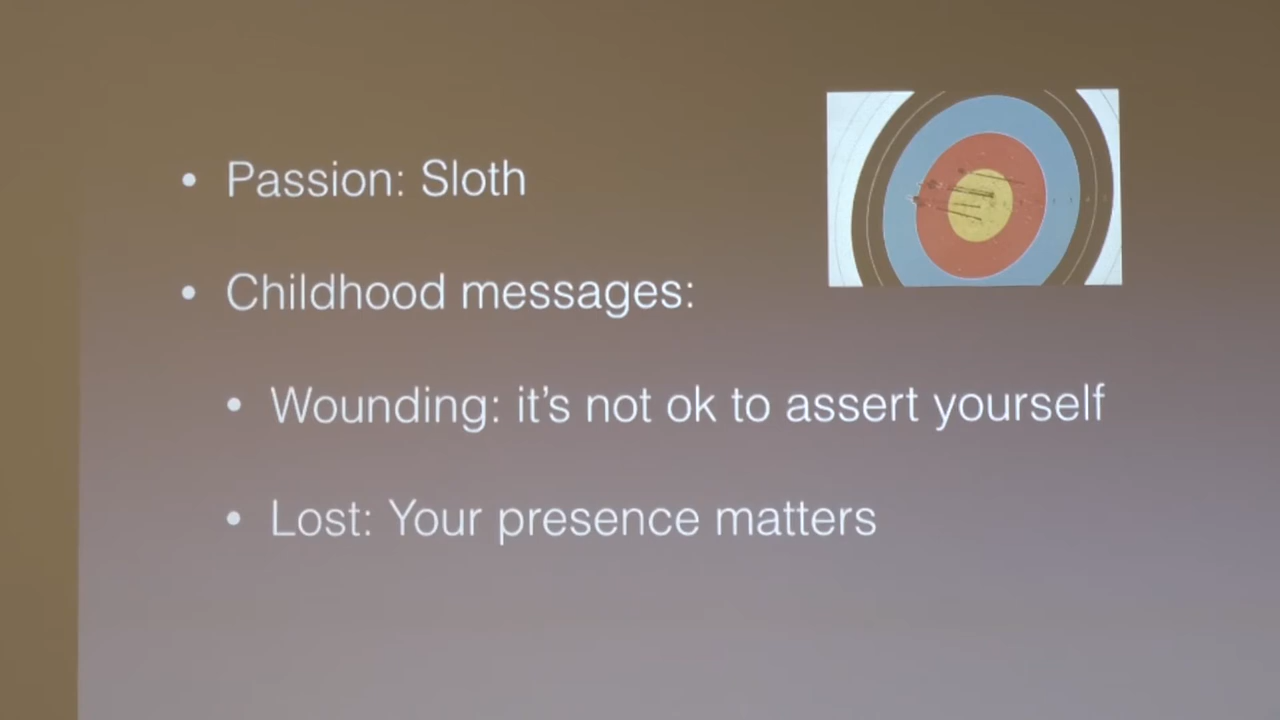 • Passion: Sloth
• Childhood messages:
• Wounding: it's not ok to assert yourself
• Lost: Your presence matters